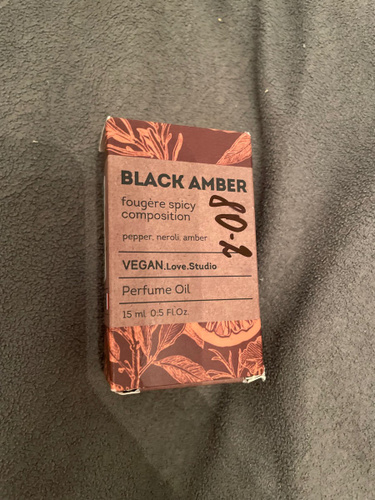 BLACK AMBER
fougère spicy
composition
pepper, neroli, amber
VEGAN.Love.Studio
Perfume Oil
15 ml 0:5 Fl.Oz.